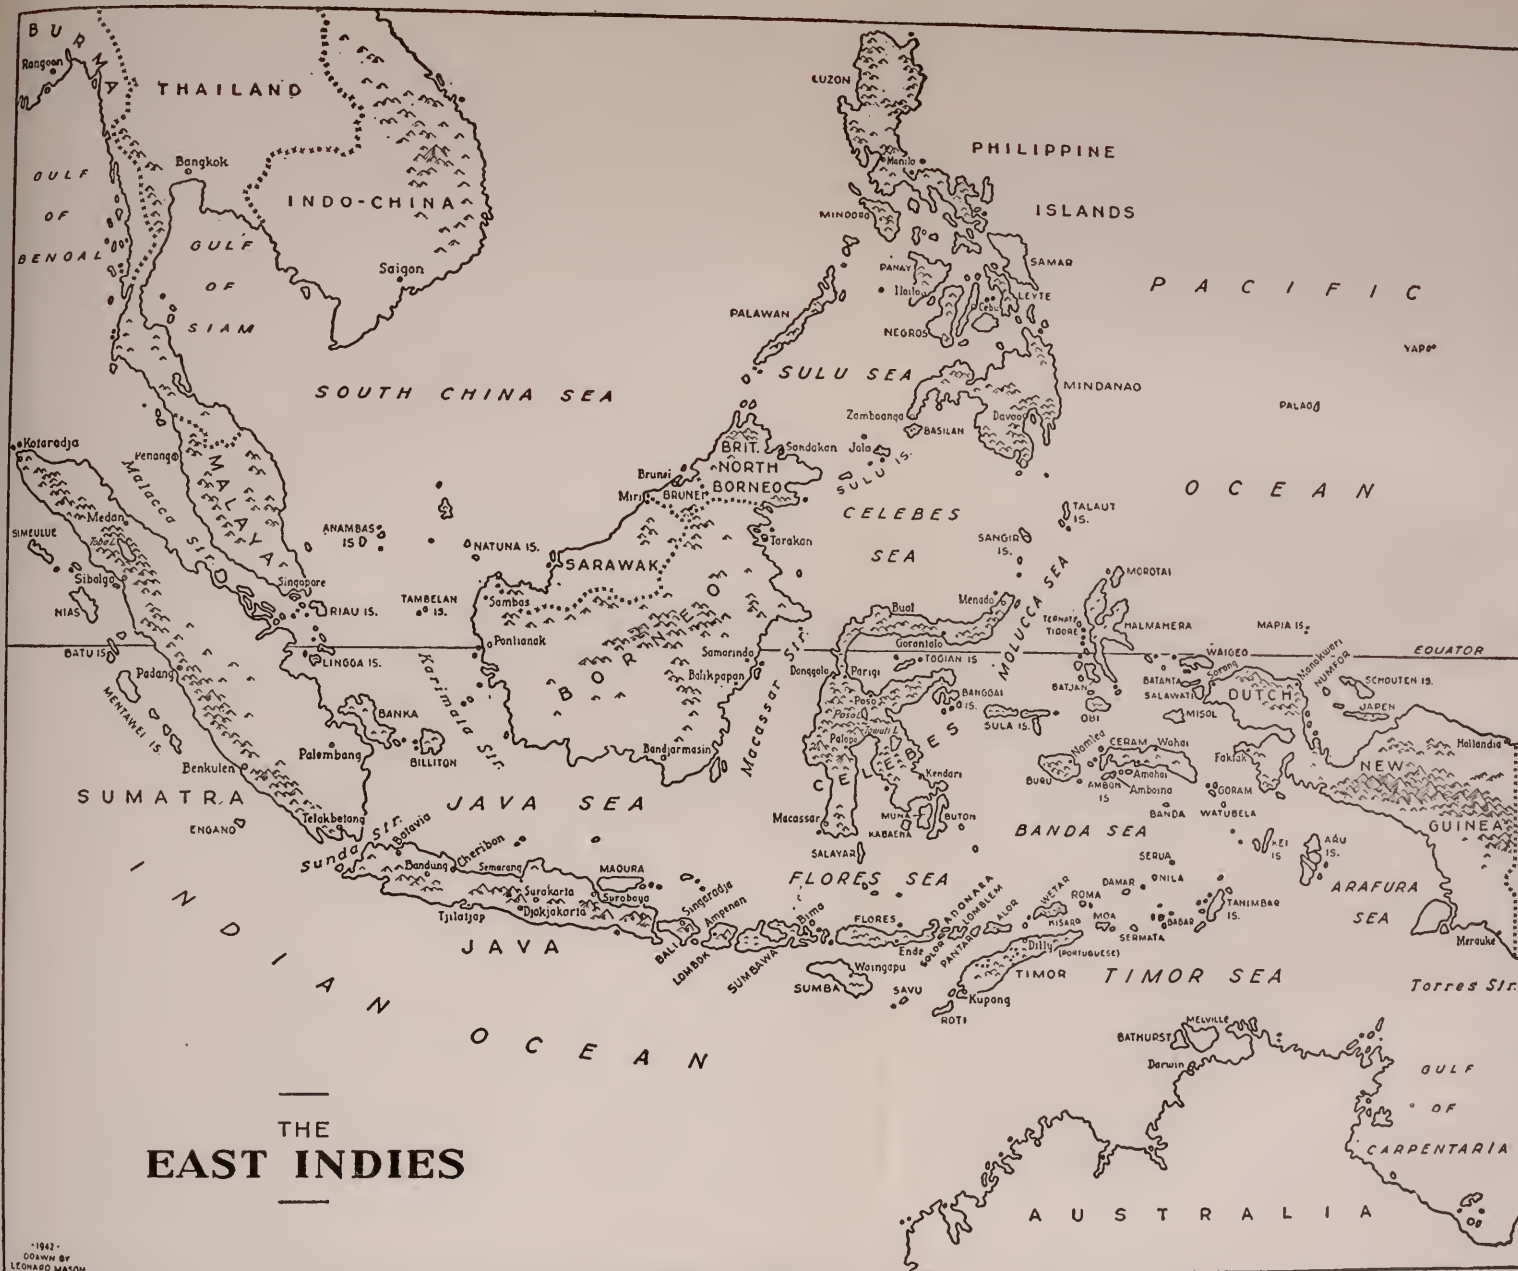 BURMA
Rangoon
THAILAND
Bangkok
INDO-CHINA
Saigon
GULF
OF
BENGAL
GULF
OF
SIAM
SOUTH CHINA SEA
LUZON
Manila
PHILIPPINE
ISLANDS
MINDORO
SAMAR
PANAY
Iloilo
LEYTE
Cebu
NEGROS
PALAWAN
SULU SEA
MINDANAO
Zamboanga
Davao
BASILAN
Jolo
SULU IS.
PACIFIC
OCEAN
YAP
PALAO
Kotaradja
Penang
Malacca Str.
MALAYA
Medan
Toba L.
SIMEULUE
Sibolga
NIAS
Singapore
RIAU IS.
ANAMBAS
IS
NATUNA IS.
TAMBELAN
IS.
BRIT.
NORTH
BORNEO
Sandakan
Brunei
BRUNEI
Miri
SARAWAK
Tarakan
CELEBES
SEA
TALAUT
IS.
SANGIR
IS.
MOLUCCA SEA
MOROTAI
Sambas
Pontianak
BORNEO
Samarinda
Balikpapan
Bandjarmasin
Macassar Str.
Menado
Buol
Gorontalo
TERNATE
TIDORE
HALMAHERA
MAPIA IS.
EQUATOR
BATU IS
Padang
MENTAWEI IS.
LINGGA IS.
Karimata Str.
BANKA
BILLITON
Palembang
Benkulen
SUMATRA
ENGANO
Telokbetong
Sunda Str.
JAVA SEA
Donggala
Parigi
TOGIAN IS
Poso
Poso L.
Towuti L.
Palopo
CELEBES
BANGGAI
IS.
SULA IS.
Kendari
Macassar
MUNA
BUTON
KABAENA
SALAYAR
BATJAN
OBI
WAIGEO
Sorong
BATANTA
SALAWATI
MISOL
Manokwari
NUMFOR
SCHOUTEN IS.
JAPEN
DUTCH
NEW
GUINEA
Hollandia
Fakfak
Namlea
BURU
CERAM
Wahai
Amahai
AMBON
IS
Amboina
GORAM
BANDA
WATUBELA
BANDA SEA
KEI
IS
ARU
IS.
ARAFURA
SEA
Merauke
Batavia
Bandung
Cheribon
Semarang
MADURA
Surabaya
Surakarta
Djokjakarta
Tjilatjap
JAVA
Singaradja
Ampenan
BALI
LOMBOK
SUMBAWA
Bima
FLORES SEA
FLORES
Ende
SOLOR
ADONARA
LOMBLEM
PANTAR
ALOR
WETAR
KISAR
ROMA
DAMAR
SERUA
NILA
MOA
SERMATA
BABAR
TANIMBAR
IS.
Waingapu
SUMBA
SAVU
Dilly
(PORTUGUESE)
TIMOR
Kupang
ROTI
TIMOR SEA
Torres Str.
INDIAN
OCEAN
BATHURST
MELVILLE
Darwin
GULF
OF
CARPENTARIA
AUSTRALIA
THE
EAST INDIES
-1942-
DRAWN BY
LEONARD MASON